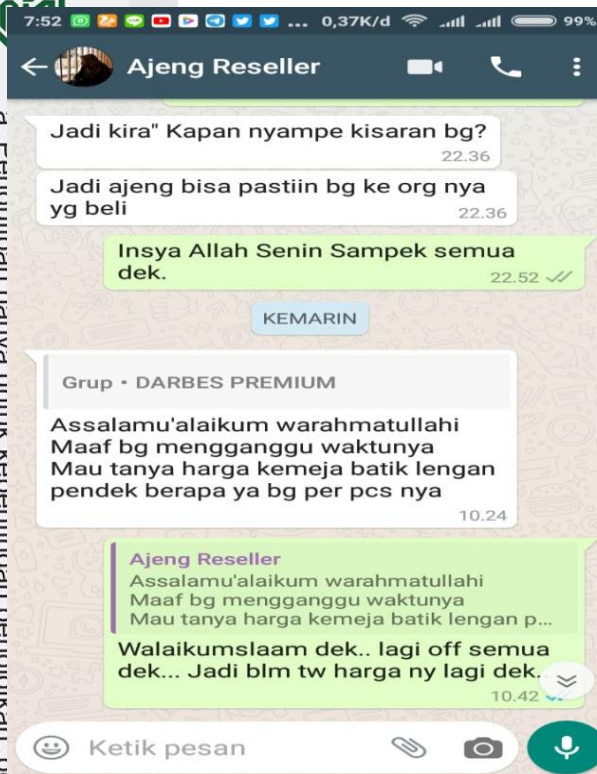 7:52 ... 0,37K/d 99%
Ajeng Reseller
Jadi kira" Kapan nyampe kisaran bg?
22.36
Jadi ajeng bisa pastiin bg ke org nya
yg beli
22.36
Insya Allah Senin Sampek semua
dek.
22.52
KEMARIN
Grup • DARBES PREMIUM
Assalamu'alaikum warahmatullahi
Maaf bg mengganggu waktunya
Mau tanya harga kemeja batik lengan
pendek berapa ya bg per pcs nya
10.24
Ajeng Reseller
Assalamu'alaikum warahmatullahi
Maaf bg mengganggu waktunya
Mau tanya harga kemeja batik lengan p...
Walaikumslaam dek.. lagi off semua
dek... Jadi blm tw harga ny lagi dek.
10.42
Ketik pesan